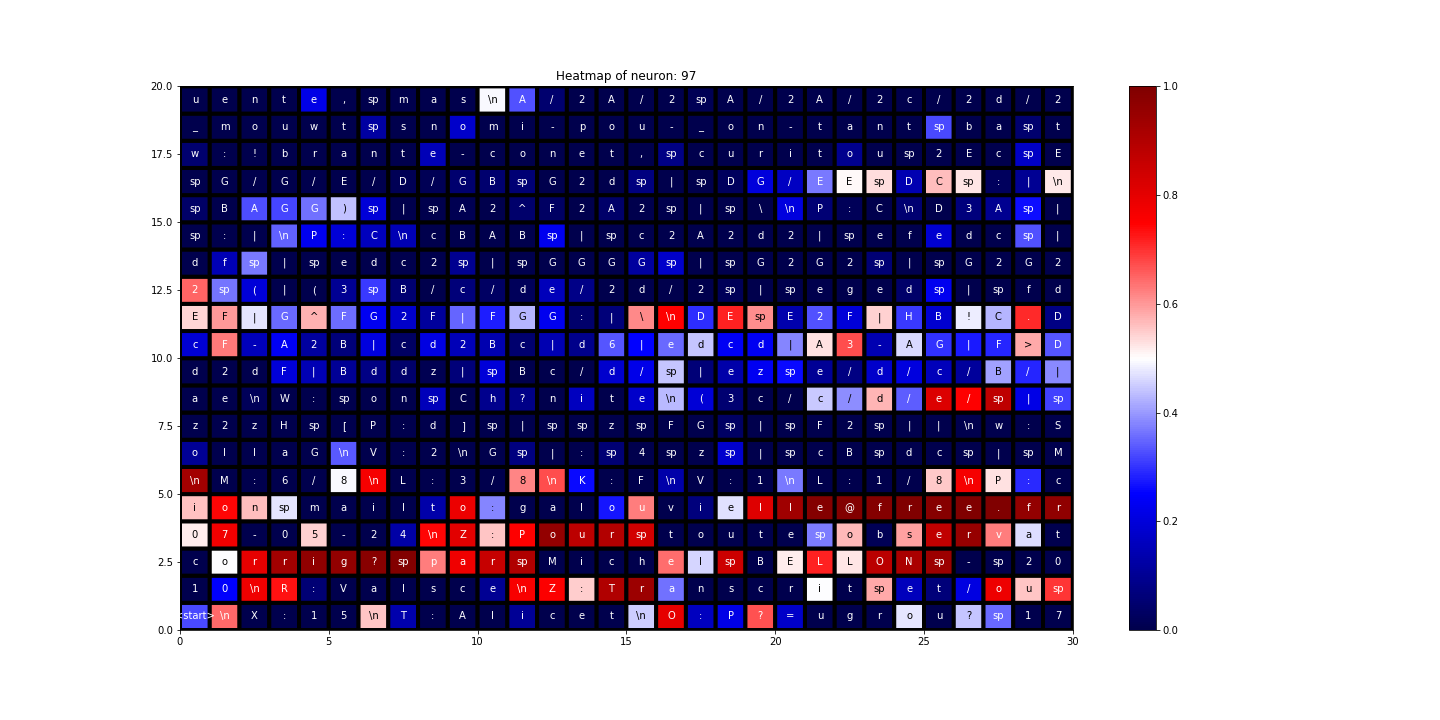 Heatmap of neuron: 97
20.0 u e n t e , sp m a s \n A / 2 A / 2 sp A / 2 A / 2 c / 2 d / 2 1.0
_ m o u w t sp s n o m i - p o u - _ o n - t a n t sp b a sp t
17.5 w : ! b r a n t e - c o n e t , sp c u r i t o u sp 2 E c sp E
sp G / G / E / D / G B sp G 2 d sp | sp D G / E E sp D C sp : | \n 0.8
15.0 sp B A G G ) sp | sp A 2 ^ F 2 A 2 sp | sp \ \n P : C \n D 3 A sp |
sp : | \n P : C \n c B A B sp | sp c 2 A 2 d 2 | sp e f e d c sp |
d f sp | sp e d c 2 sp | sp G G G G sp | sp G 2 G 2 sp | sp G 2 G 2
12.5 2 sp ( | ( 3 sp B / c / d e / 2 d / 2 sp | sp e g e d sp | sp f d 0.6
E F | G ^ F G 2 F | F G G : | \ \n D E sp E 2 F | H B ! C . D
10.0 c F - A 2 B | c d 2 B c | d 6 | e d c d | A 3 - A G | F > D
d 2 d F | B d d z | sp B c / d / sp | e z sp e / d / c / B / | 0.4
a e \n W : sp o n sp C h ? n i t e \n ( 3 c / c / d / e / sp | sp
7.5 z 2 z H sp [ P : d ] sp | sp sp z sp F G sp | sp F 2 sp | | \n w : S
o l l a G \n V : 2 \n G sp | : sp 4 sp z sp | sp c B sp d c sp | sp M
\n M : 6 / 8 \n L : 3 / 8 \n K : F \n V : 1 \n L : 1 / 8 \n P : c
5.0 i o n sp m a i l t o : g a l o u v i e l l e @ f r e e . f r 0.2
0 7 - 0 5 - 2 4 \n Z : P o u r sp t o u t e sp o b s e r v a t
2.5 c o r r i g ? sp p a r sp M i c h e l sp B E L L O N sp - sp 2 0
1 0 \n R : V a l s c e \n Z : T r a n s c r i t sp e t / o u sp
0.0 <start> \n X : 1 5 \n T : A l i c e t \n O : P ? = u g r o u ? sp 1 7 0.0
0 5 10 15 20 25 30